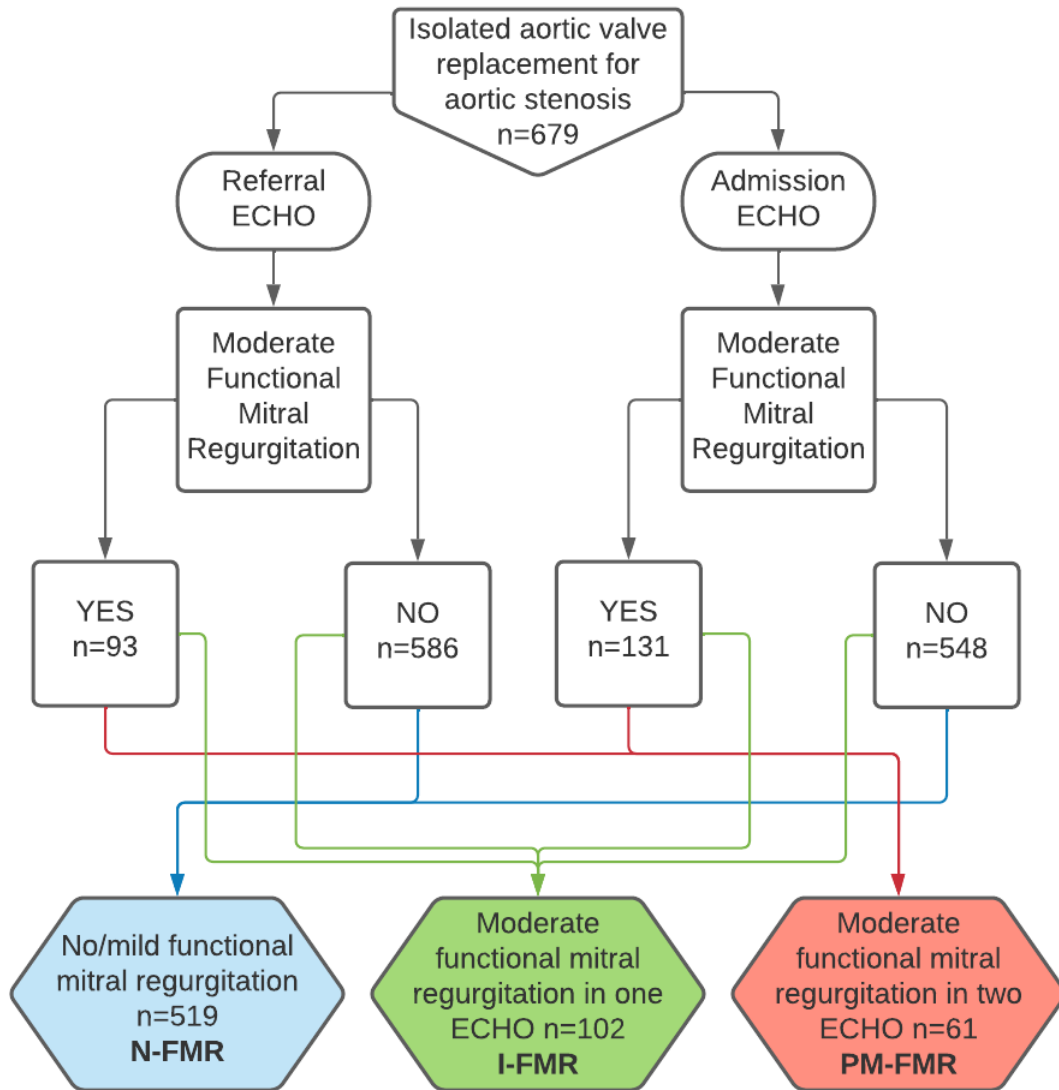 Isolated aortic valve
replacement for
aortic stenosis
n=679
Referral
ECHO
Admission
ECHO
Moderate
Functional
Mitral
Regurgitation
Moderate
Functional
Mitral
Regurgitation
YES
n=93
NO
n=586
YES
n=131
NO
n=548
No/mild functional
mitral regurgitation
n=519
N-FMR
Moderate
functional mitral
regurgitation in one
ECHO n=102
I-FMR
Moderate
functional mitral
regurgitation in two
ECHO n=61
PM-FMR